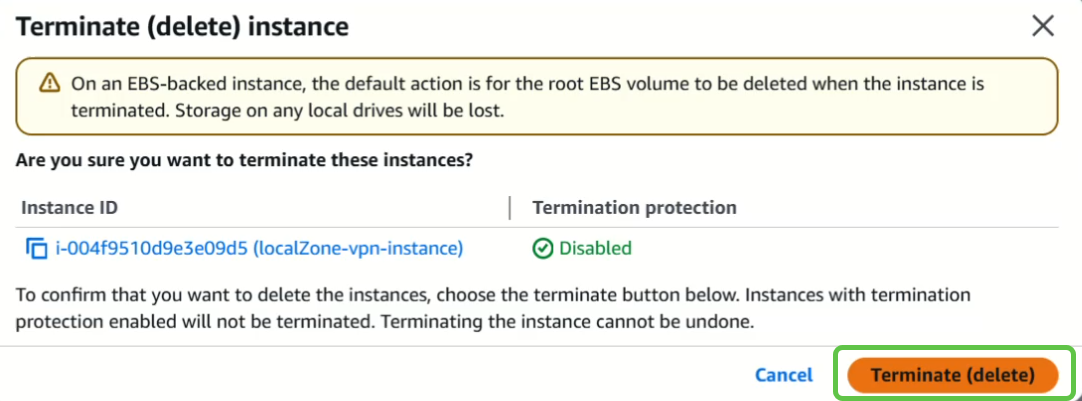 Terminate (delete) instance
On an EBS-backed instance, the default action is for the root EBS volume to be deleted when the instance is
terminated. Storage on any local drives will be lost.
Are you sure you want to terminate these instances?
Instance ID Termination protection
i-004f9510d9e3e09d5 (localZone-vpn-instance) Disabled
To confirm that you want to delete the instances, choose the terminate button below. Instances with termination
protection enabled will not be terminated. Terminating the instance cannot be undone.
Cancel Terminate (delete)